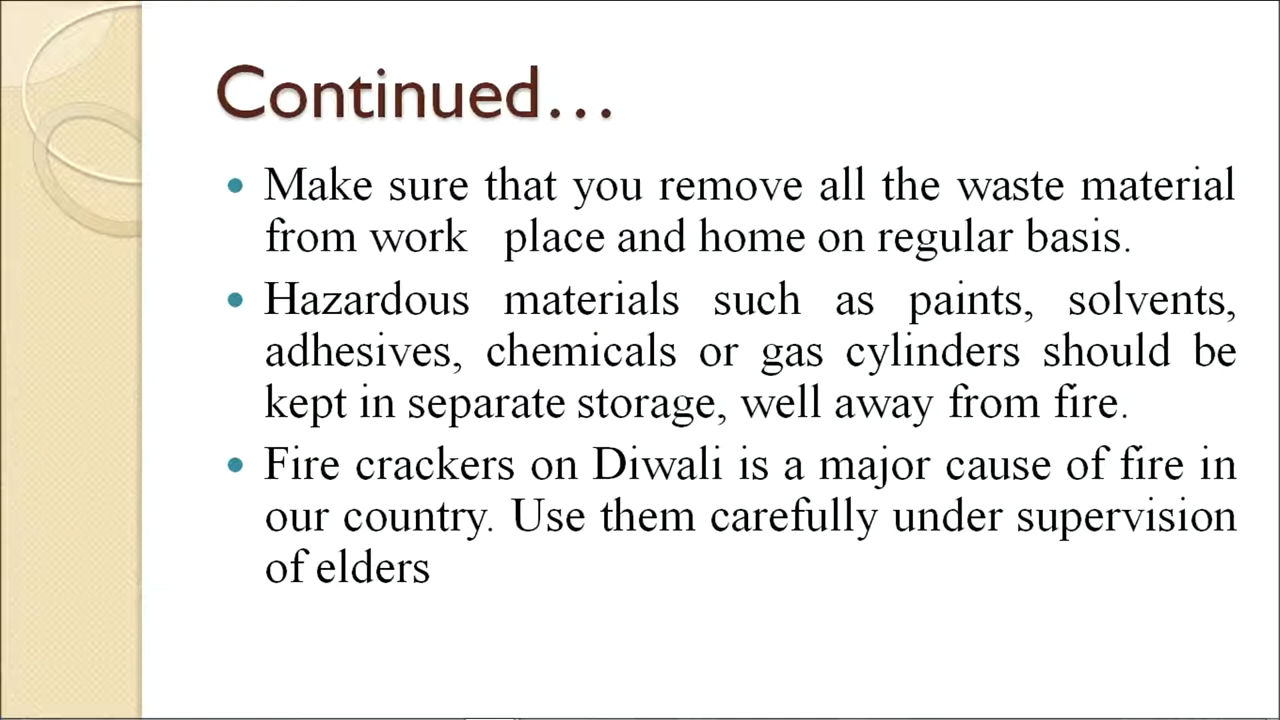 Continued…
• Make sure that you remove all the waste material
from work   place and home on regular basis.
• Hazardous materials such as paints, solvents,
adhesives, chemicals or gas cylinders should be
kept in separate storage, well away from fire.
• Fire crackers on Diwali is a major cause of fire in
our country. Use them carefully under supervision
of elders